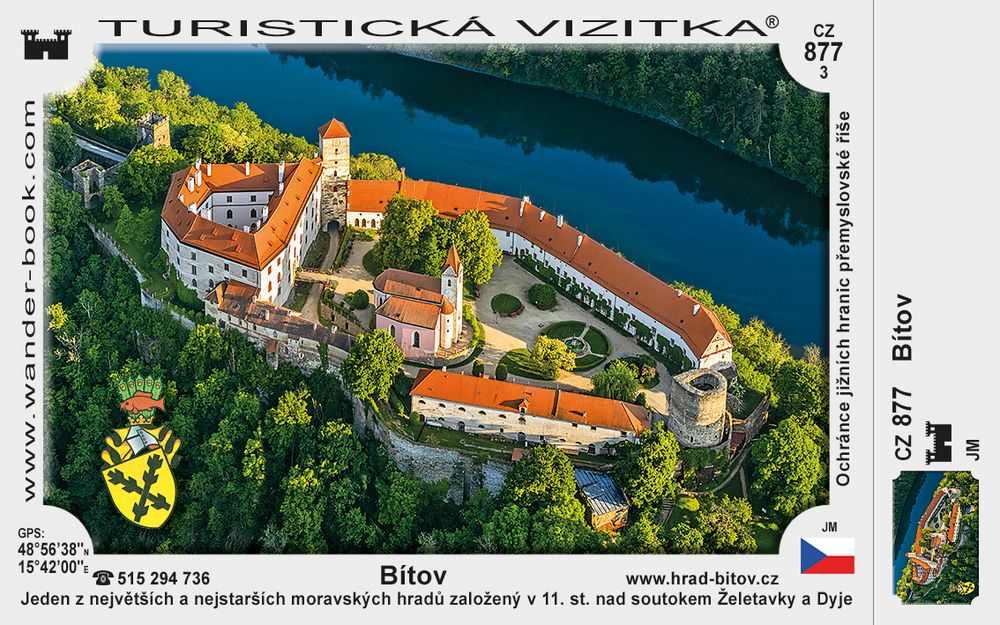 TURISTICKÁ VIZITKA®
CZ
877
3
www.wander-book.com
Ochránce jižních hranic přemyslovské říše
GPS:
48°56'38"N
15°42'00"E
☎ 515 294 736
Bítov
www.hrad-bitov.cz
JM
Jeden z největších a nejstarších moravských hradů založený v 11. st. nad soutokem Želetavky a Dyje
CZ 877 Bítov
JM